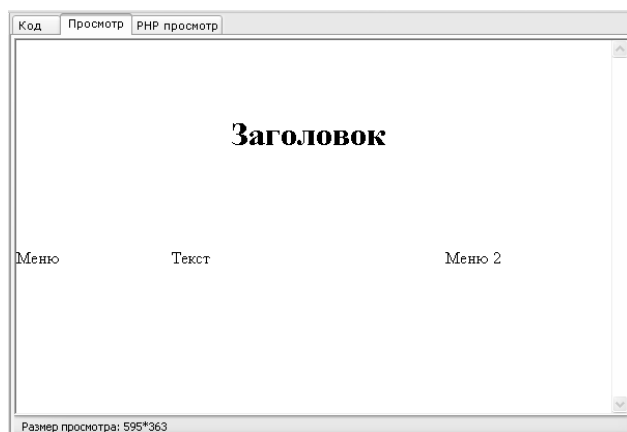 Код Просмотр PHP просмотр
Заголовок
Меню Текст Меню 2
Размер просмотра: 595*363